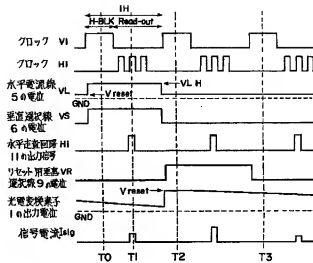 1H
H-BLK Read-out
クロック V1
クロック H1
水平電流線 VL
5の電位
GND
V reset
VL H
垂直選択線 VS
6の電位
水平走査回路 H1
11の出力信号
リセット用垂直 VR
選択線9の電位
V reset
光電変換素子
1の出力電位
GND
信号電流Isig
T0 T1 T2 T3